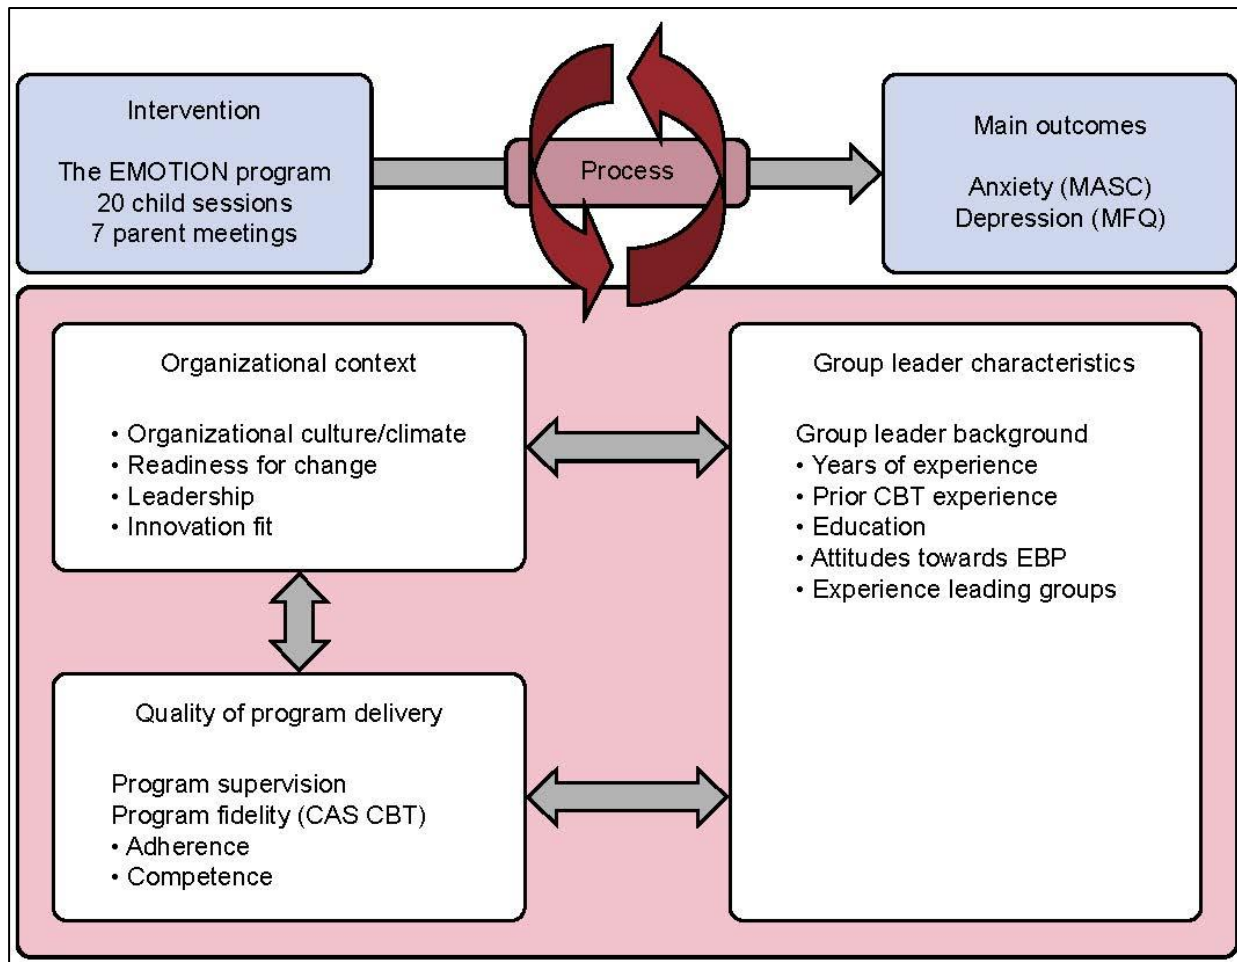 Intervention
The EMOTION program
20 child sessions
7 parent meetings
Process
Main outcomes
Anxiety (MASC)
Depression (MFQ)
Organizational context
• Organizational culture/climate
• Readiness for change
• Leadership
• Innovation fit
Group leader characteristics
Group leader background
• Years of experience
• Prior CBT experience
• Education
• Attitudes towards EBP
• Experience leading groups
Quality of program delivery
Program supervision
Program fidelity (CAS CBT)
• Adherence
• Competence